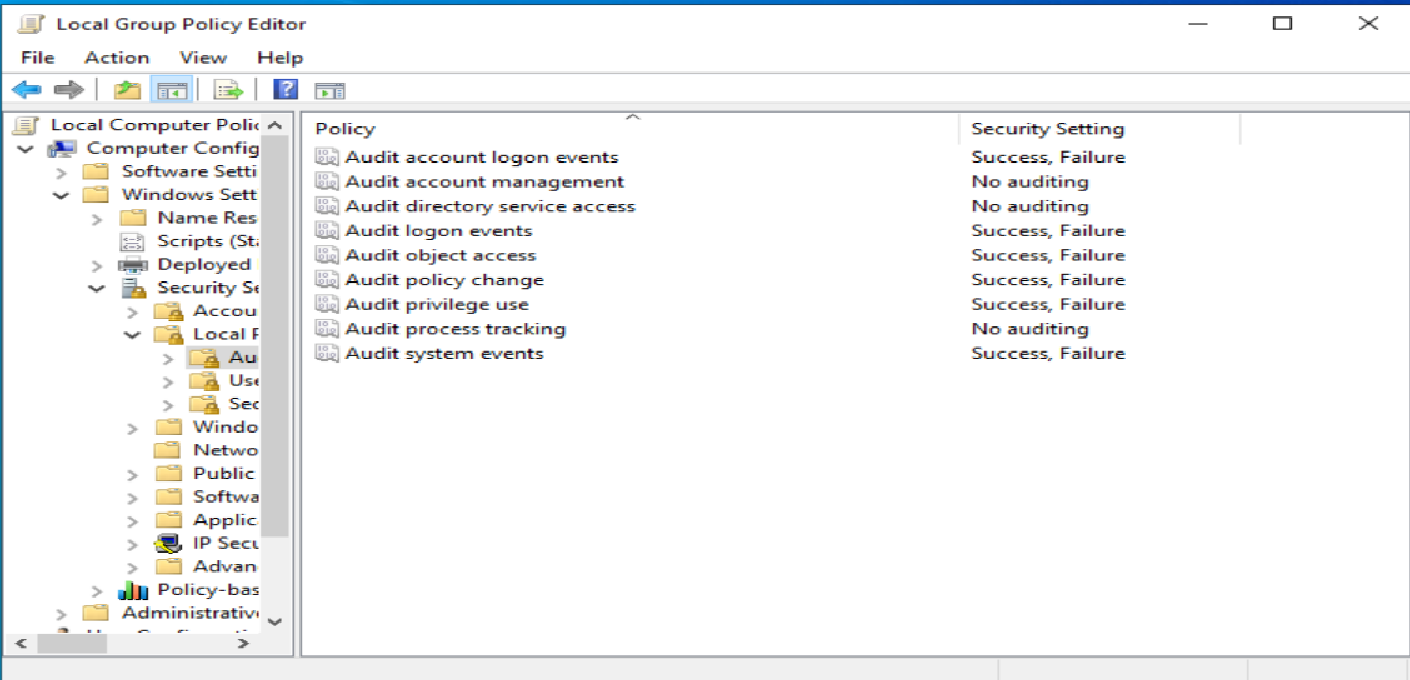 Local Group Policy Editor
File Action View Help
Local Computer Polic
Computer Config
Software Setti
Windows Sett
Name Res
Scripts (Sta
Deployed
Security Se
Accou
Local P
Au
Use
Sec
Windo
Netwo
Public
Softwa
Applic
IP Secu
Advan
Policy-bas
Administrativ
Policy Security Setting
Audit account logon events Success, Failure
Audit account management No auditing
Audit directory service access No auditing
Audit logon events Success, Failure
Audit object access Success, Failure
Audit policy change Success, Failure
Audit privilege use Success, Failure
Audit process tracking No auditing
Audit system events Success, Failure